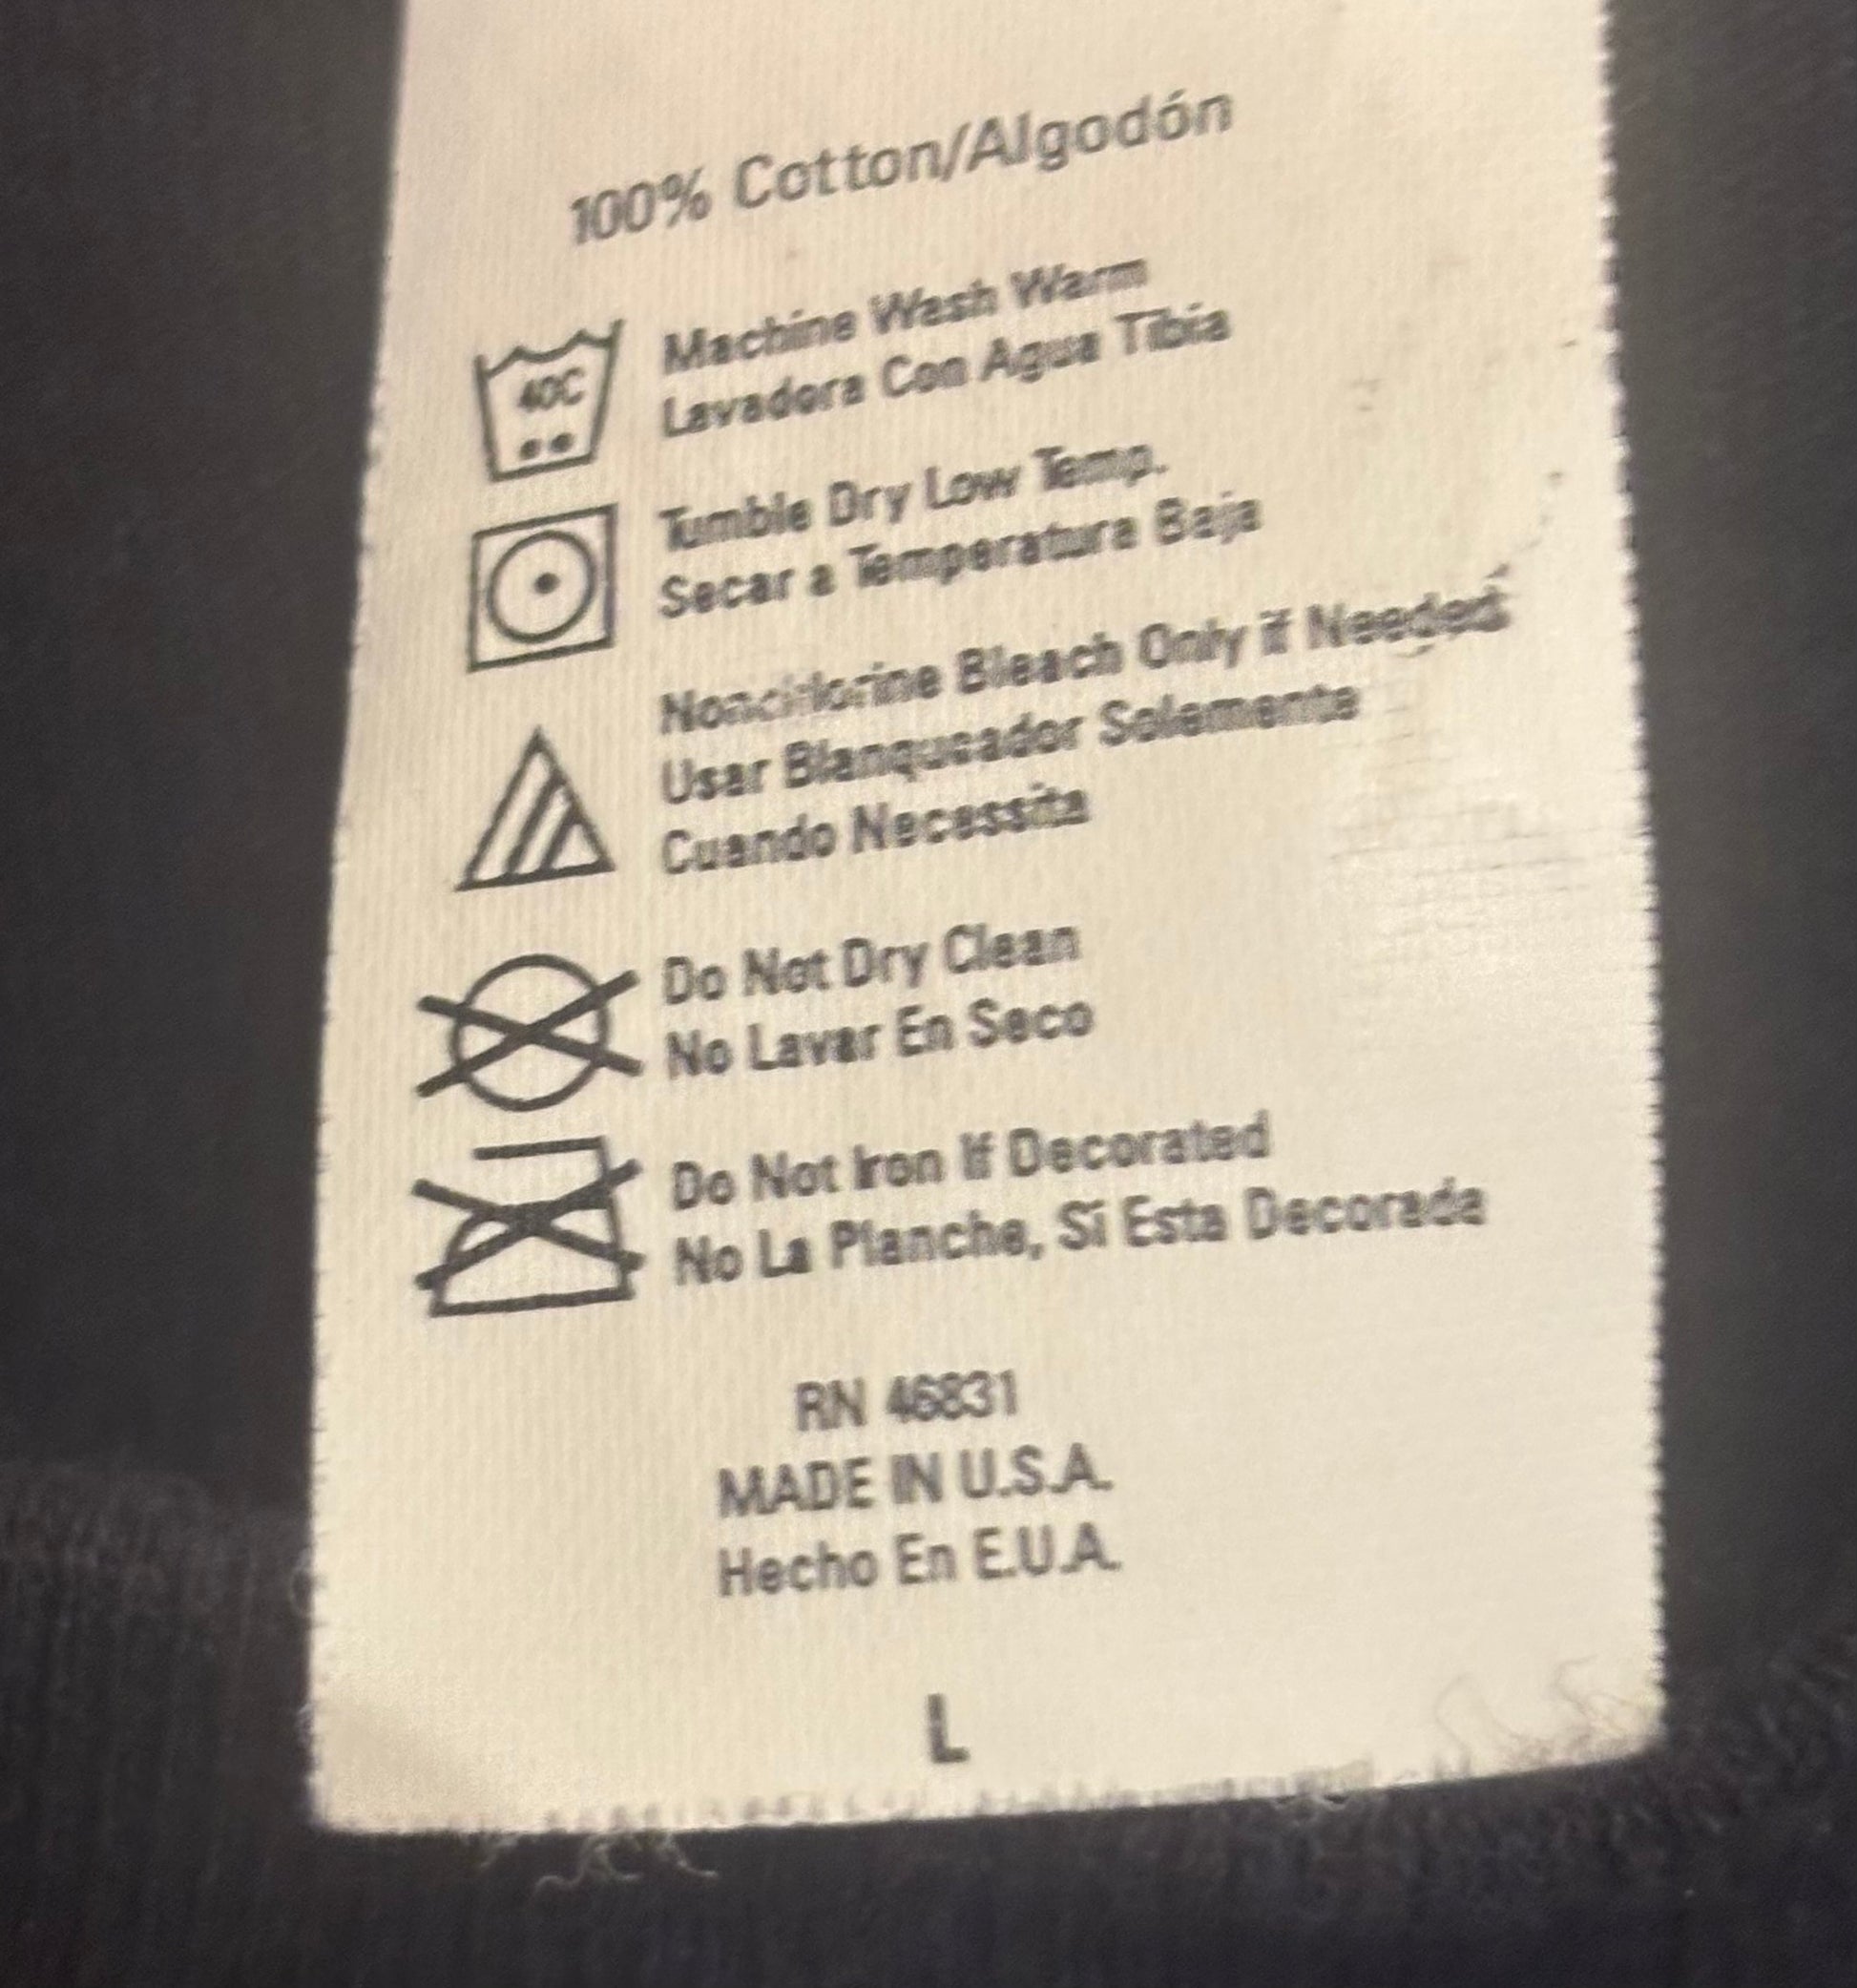 100% Cotton/Algodón
40C
Machine Wash Warm
Lavadora Con Agua Tibia
Tumble Dry Low Temp.
Secar a Temperatura Baja
Nonchlorine Bleach Only if Needed
Usar Blanqueador Solamente
Cuando Necessita
Do Not Dry Clean
No Lavar En Seco
Do Not Iron If Decorated
No La Planche, Si Esta Decorada
RN 46831
MADE IN U.S.A.
Hecho En E.U.A.
L